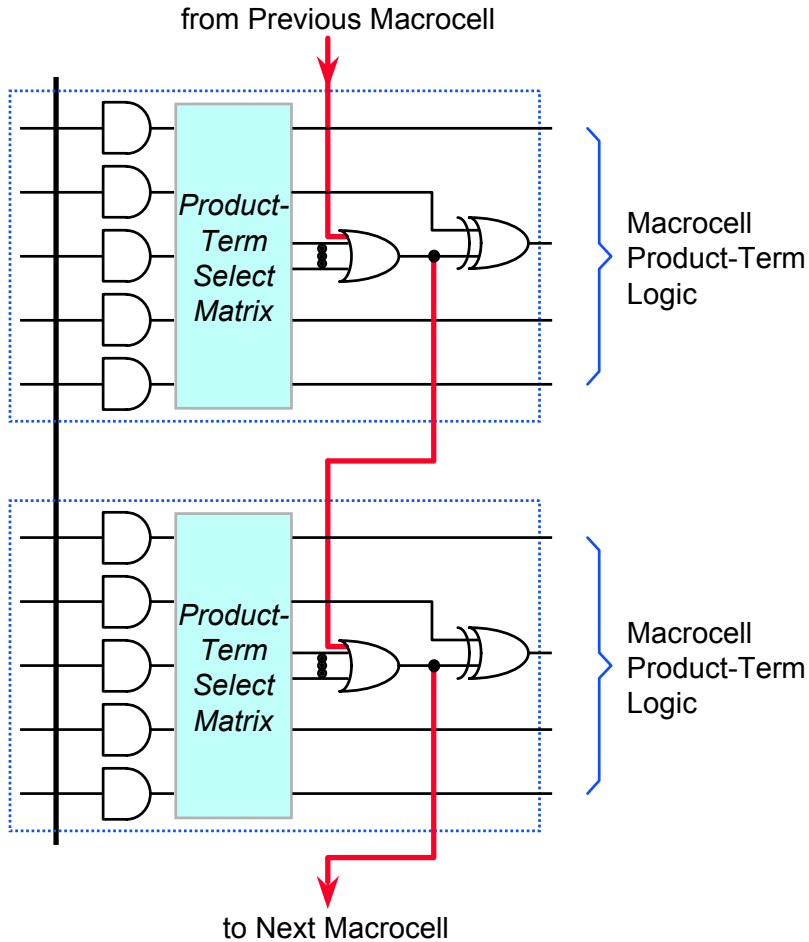 from Previous Macrocell
Product-
Term
Select
Matrix
Macrocell
Product-Term
Logic
Product-
Term
Select
Matrix
Macrocell
Product-Term
Logic
to Next Macrocell